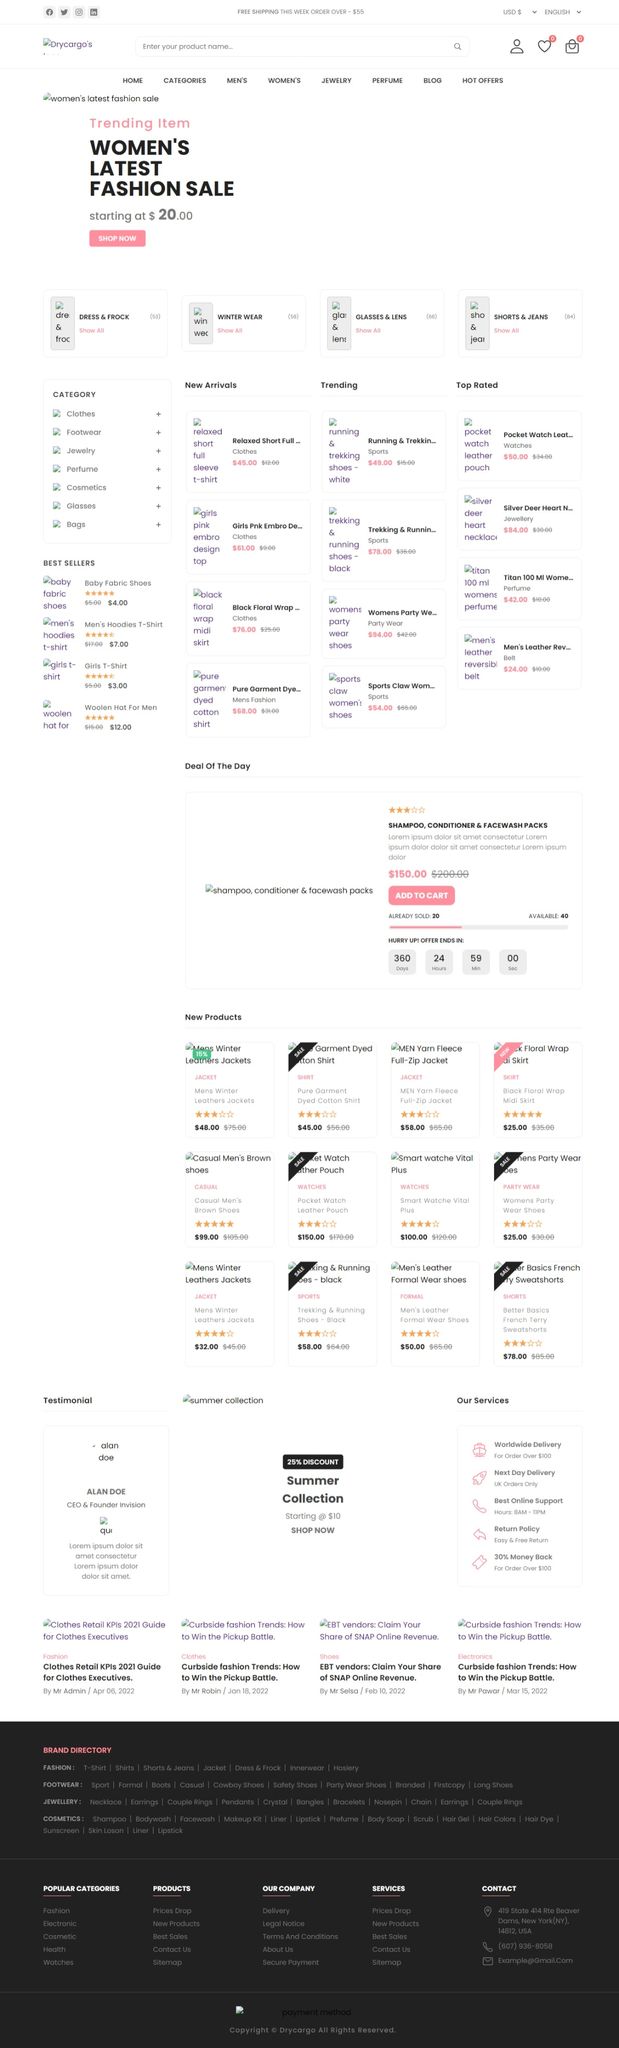 FREE SHIPPING THIS WEEK ORDER OVER - $55
USD $
ENGLISH
Drycargo's
Enter your product name...
0
0
HOME
CATEGORIES
MEN'S
WOMEN'S
JEWELRY
PERFUME
BLOG
HOT OFFERS
women's latest fashion sale
Trending Item
WOMEN'S
LATEST
FASHION SALE
starting at $ 20.00
SHOP NOW
DRESS & FROCK
(53)
Show All
WINTER WEAR
(58)
Show All
GLASSES & LENS
(68)
Show All
SHORTS & JEANS
(84)
Show All
CATEGORY
Clothes +
Footwear +
Jewelry +
Perfume +
Cosmetics +
Glasses +
Bags +
BEST SELLERS
baby
fabric
shoes
Baby Fabric Shoes
$5.00 $4.00
men's
hoodies
t-shirt
Men's Hoodies T-Shirt
$17.00 $7.00
girls t-
shirt
Girls T-Shirt
$5.00 $3.00
woolen
hat for
Woolen Hat For Men
$15.00 $12.00
New Arrivals
relaxed
short
full
sleeve
t-shirt
Relaxed Short Full ...
Clothes
$45.00 $12.00
girls
pink
embro
design
top
Girls Pnk Embro De...
Clothes
$61.00 $9.00
black
floral
wrap
midi
skirt
Black Floral Wrap ...
Clothes
$76.00 $25.00
pure
garment
dyed
cotton
shirt
Pure Garment Dye...
Mens Fashion
$68.00 $31.00
Trending
running
&
trekking
shoes -
white
Running & Trekkin...
Sports
$49.00 $15.00
trekking
&
running
shoes -
black
Trekking & Runnin...
Sports
$78.00 $36.00
womens
party
wear
shoes
Womens Party We...
Party Wear
$94.00 $42.00
sports
claw
women's
shoes
Sports Claw Wom...
Sports
$54.00 $65.00
Top Rated
pocket
watch
leather
pouch
Pocket Watch Leat...
Watches
$50.00 $34.00
silver
deer
heart
necklace
Silver Deer Heart N...
Jewellery
$84.00 $30.00
titan
100 ml
womens
perfume
Titan 100 Ml Wome...
Perfume
$42.00 $10.00
men's
leather
reversible
belt
Men's Leather Rev...
Belt
$24.00 $10.00
Deal Of The Day
shampoo, conditioner & facewash packs
SHAMPOO, CONDITIONER & FACEWASH PACKS
Lorem ipsum dolor sit amet consectetur Lorem
ipsum dolor dolor sit amet consectetur Lorem ipsum
dolor
$150.00 $200.00
ADD TO CART
ALREADY SOLD: 20
AVAILABLE: 40
HURRY UP! OFFER ENDS IN:
360
Days
24
Hours
59
Min
00
Sec
New Products
Mens Winter
Leathers Jackets
15%
JACKET
Mens Winter
Leathers Jackets
$48.00 $75.00
SALE
Garment Dyed
ton Shirt
SHIRT
Pure Garment
Dyed Cotton Shirt
$45.00 $56.00
MEN Yarn Fleece
Full-Zip Jacket
JACKET
MEN Yarn Fleece
Full-Zip Jacket
$58.00 $65.00
NEW
k Floral Wrap
i Skirt
SKIRT
Black Floral Wrap
Midi Skirt
$25.00 $35.00
Casual Men's Brown
shoes
CASUAL
Casual Men's
Brown Shoes
$99.00 $105.00
SALE
ket Watch
ther Pouch
WATCHES
Pocket Watch
Leather Pouch
$150.00 $170.00
Smart watche Vital
Plus
WATCHES
Smart Watche Vital
Plus
$100.00 $120.00
SALE
mens Party Wear
oes
PARTY WEAR
Womens Party
Wear Shoes
$25.00 $30.00
Mens Winter
Leathers Jackets
JACKET
Mens Winter
Leathers Jackets
$32.00 $45.00
SALE
king & Running
es - black
SPORTS
Trekking & Running
Shoes - Black
$58.00 $64.00
Men's Leather
Formal Wear shoes
FORMAL
Men's Leather
Formal Wear Shoes
$50.00 $65.00
SALE
er Basics French
ry Sweatshorts
SHORTS
Better Basics
French Terry
Sweatshorts
$78.00 $85.00
Testimonial
alan
doe
ALAN DOE
CEO & Founder Invision
Lorem ipsum dolor sit
amet consectetur
Lorem ipsum dolor
dolor sit amet.
summer collection
25% DISCOUNT
Summer
Collection
Starting @ $10
SHOP NOW
Our Services
Worldwide Delivery
For Order Over $100
Next Day Delivery
UK Orders Only
Best Online Support
Hours: 8AM - 11PM
Return Policy
Easy & Free Return
30% Money Back
For Order Over $100
Clothes Retail KPIs 2021 Guide
for Clothes Executives.
Fashion
Clothes Retail KPIs 2021 Guide
for Clothes Executives.
By Mr Admin / Apr 06, 2022
Curbside fashion Trends: How
to Win the Pickup Battle.
Clothes
Curbside fashion Trends: How
to Win the Pickup Battle.
By Mr Robin / Jan 18, 2022
EBT vendors: Claim Your
Share of SNAP Online Revenue.
Shoes
EBT vendors: Claim Your Share
of SNAP Online Revenue.
By Mr Selsa / Feb 10, 2022
Curbside fashion Trends: How
to Win the Pickup Battle.
Electronics
Curbside fashion Trends: How
to Win the Pickup Battle.
By Mr Pawar / Mar 15, 2022
BRAND DIRECTORY
FASHION : T-Shirt | Shirts | Shorts & Jeans | Jacket | Dress & Frock | Innerwear | Hosiery
FOOTWEAR : Sport | Formal | Boots | Casual | Cowboy Shoes | Safety Shoes | Party Wear Shoes | Branded | Firstcopy | Long Shoes
JEWELLERY : Necklace | Earrings | Couple Rings | Pendants | Crystal | Bangles | Bracelets | Nosepin | Chain | Earrings | Couple Rings
COSMETICS : Shampoo | Bodywash | Facewash | Makeup Kit | Liner | Lipstick | Prefume | Body Soap | Scrub | Hair Gel | Hair Colors | Hair Dye |
Sunscreen | Skin Loson | Liner | Lipstick
POPULAR CATEGORIES
Fashion
Electronic
Cosmetic
Health
Watches
PRODUCTS
Prices Drop
New Products
Best Sales
Contact Us
Sitemap
OUR COMPANY
Delivery
Legal Notice
Terms And Conditions
About Us
Secure Payment
SERVICES
Prices Drop
New Products
Best Sales
Contact Us
Sitemap
CONTACT
419 State 414 Rte Beaver
Dams, New York(NY),
14812, USA
(607) 936-8058
Example@Gmail.Com
payment method
Copyright © Drycargo All Rights Reserved.